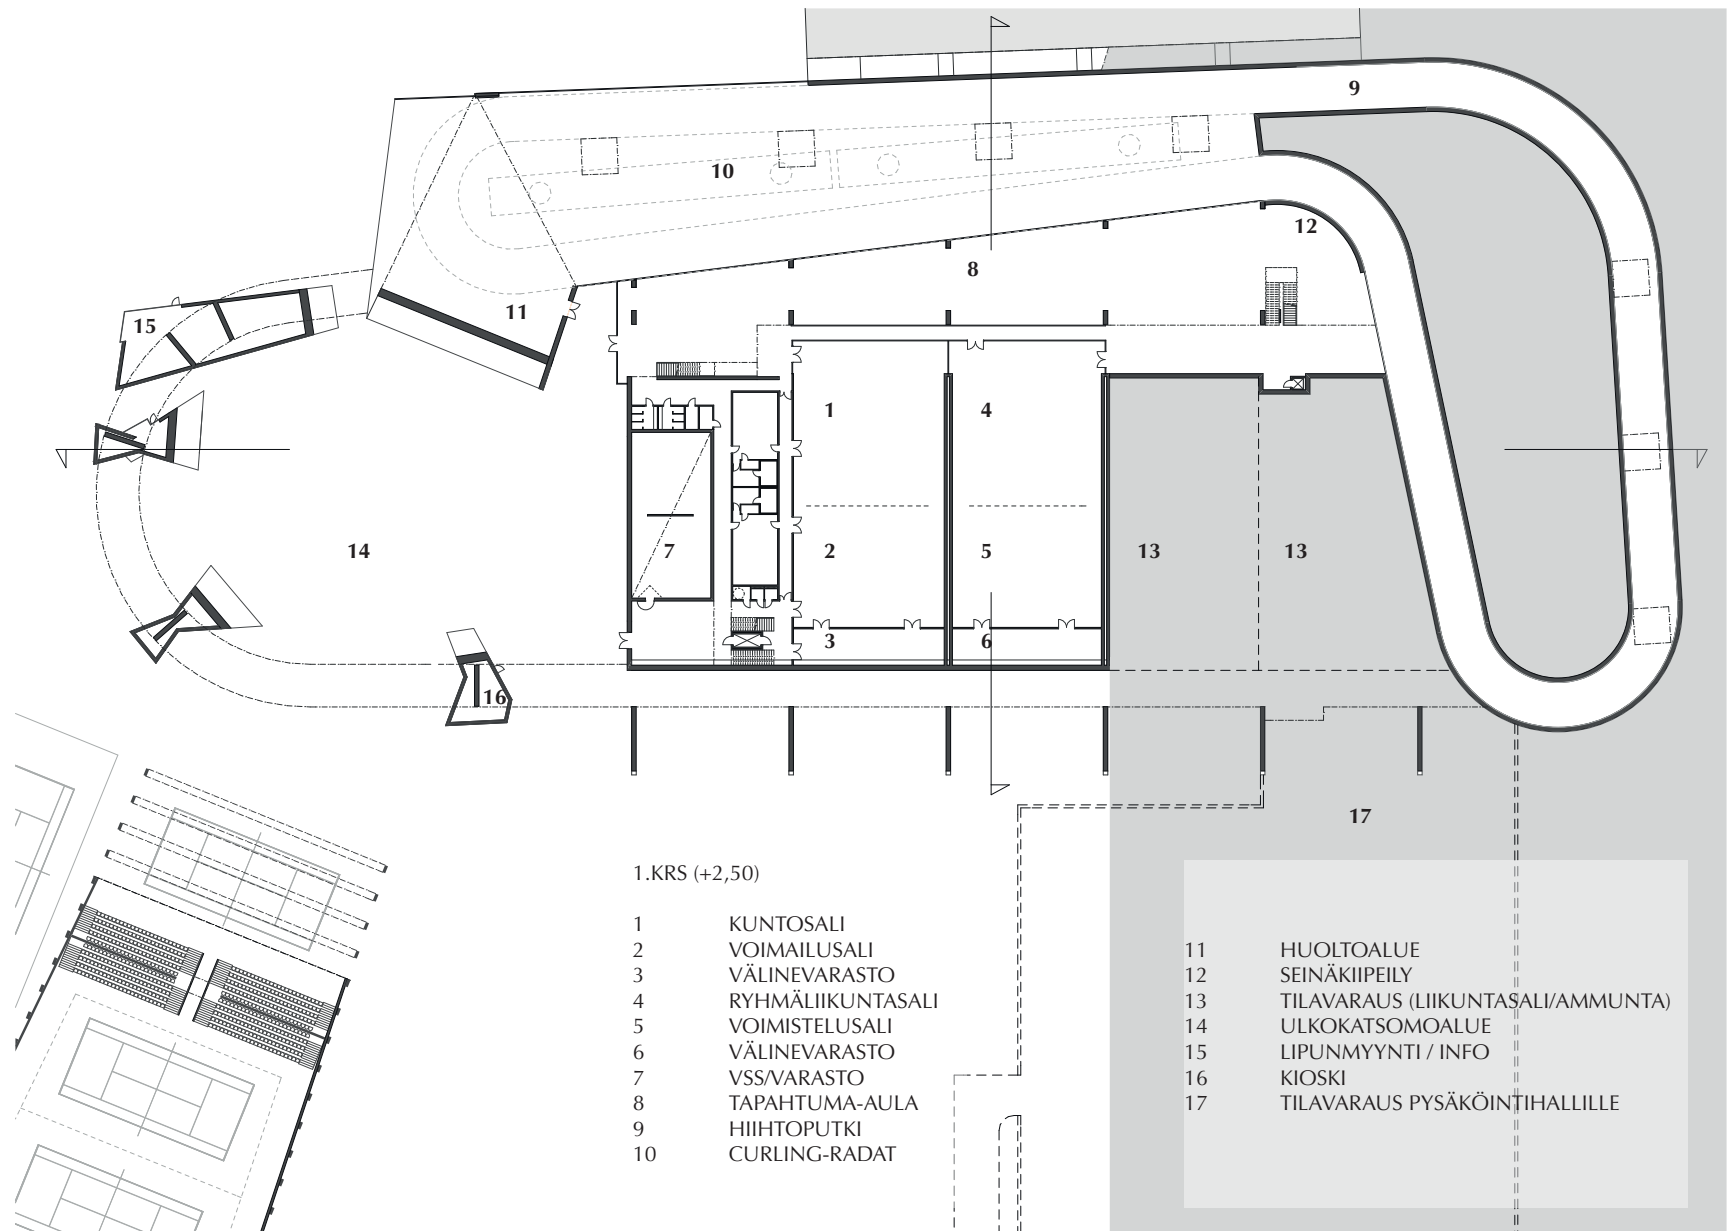 9
10
12
8
11
15
1
4
14
7
2
5
13
13
3
6
16
17
1.KRS (+2,50)
1 KUNTOSALI
2 VOIMAILUSALI
3 VÄLINEVARASTO
4 RYHMÄLIIKUNTASALI
5 VOIMISTELUSALI
6 VÄLINEVARASTO
7 VSS/VARASTO
8 TAPAHTUMA-AULA
9 HIIHTOPUTKI
10 CURLING-RADAT
11 HUOLTOALUE
12 SEINÄKIIPEILY
13 TILAVARAUS (LIIKUNTASALI/AMMUNTA)
14 ULKOKATSOMOALUE
15 LIPUNMYYNTI / INFO
16 KIOSKI
17 TILAVARAUS PYSÄKÖINTIHALLILLE